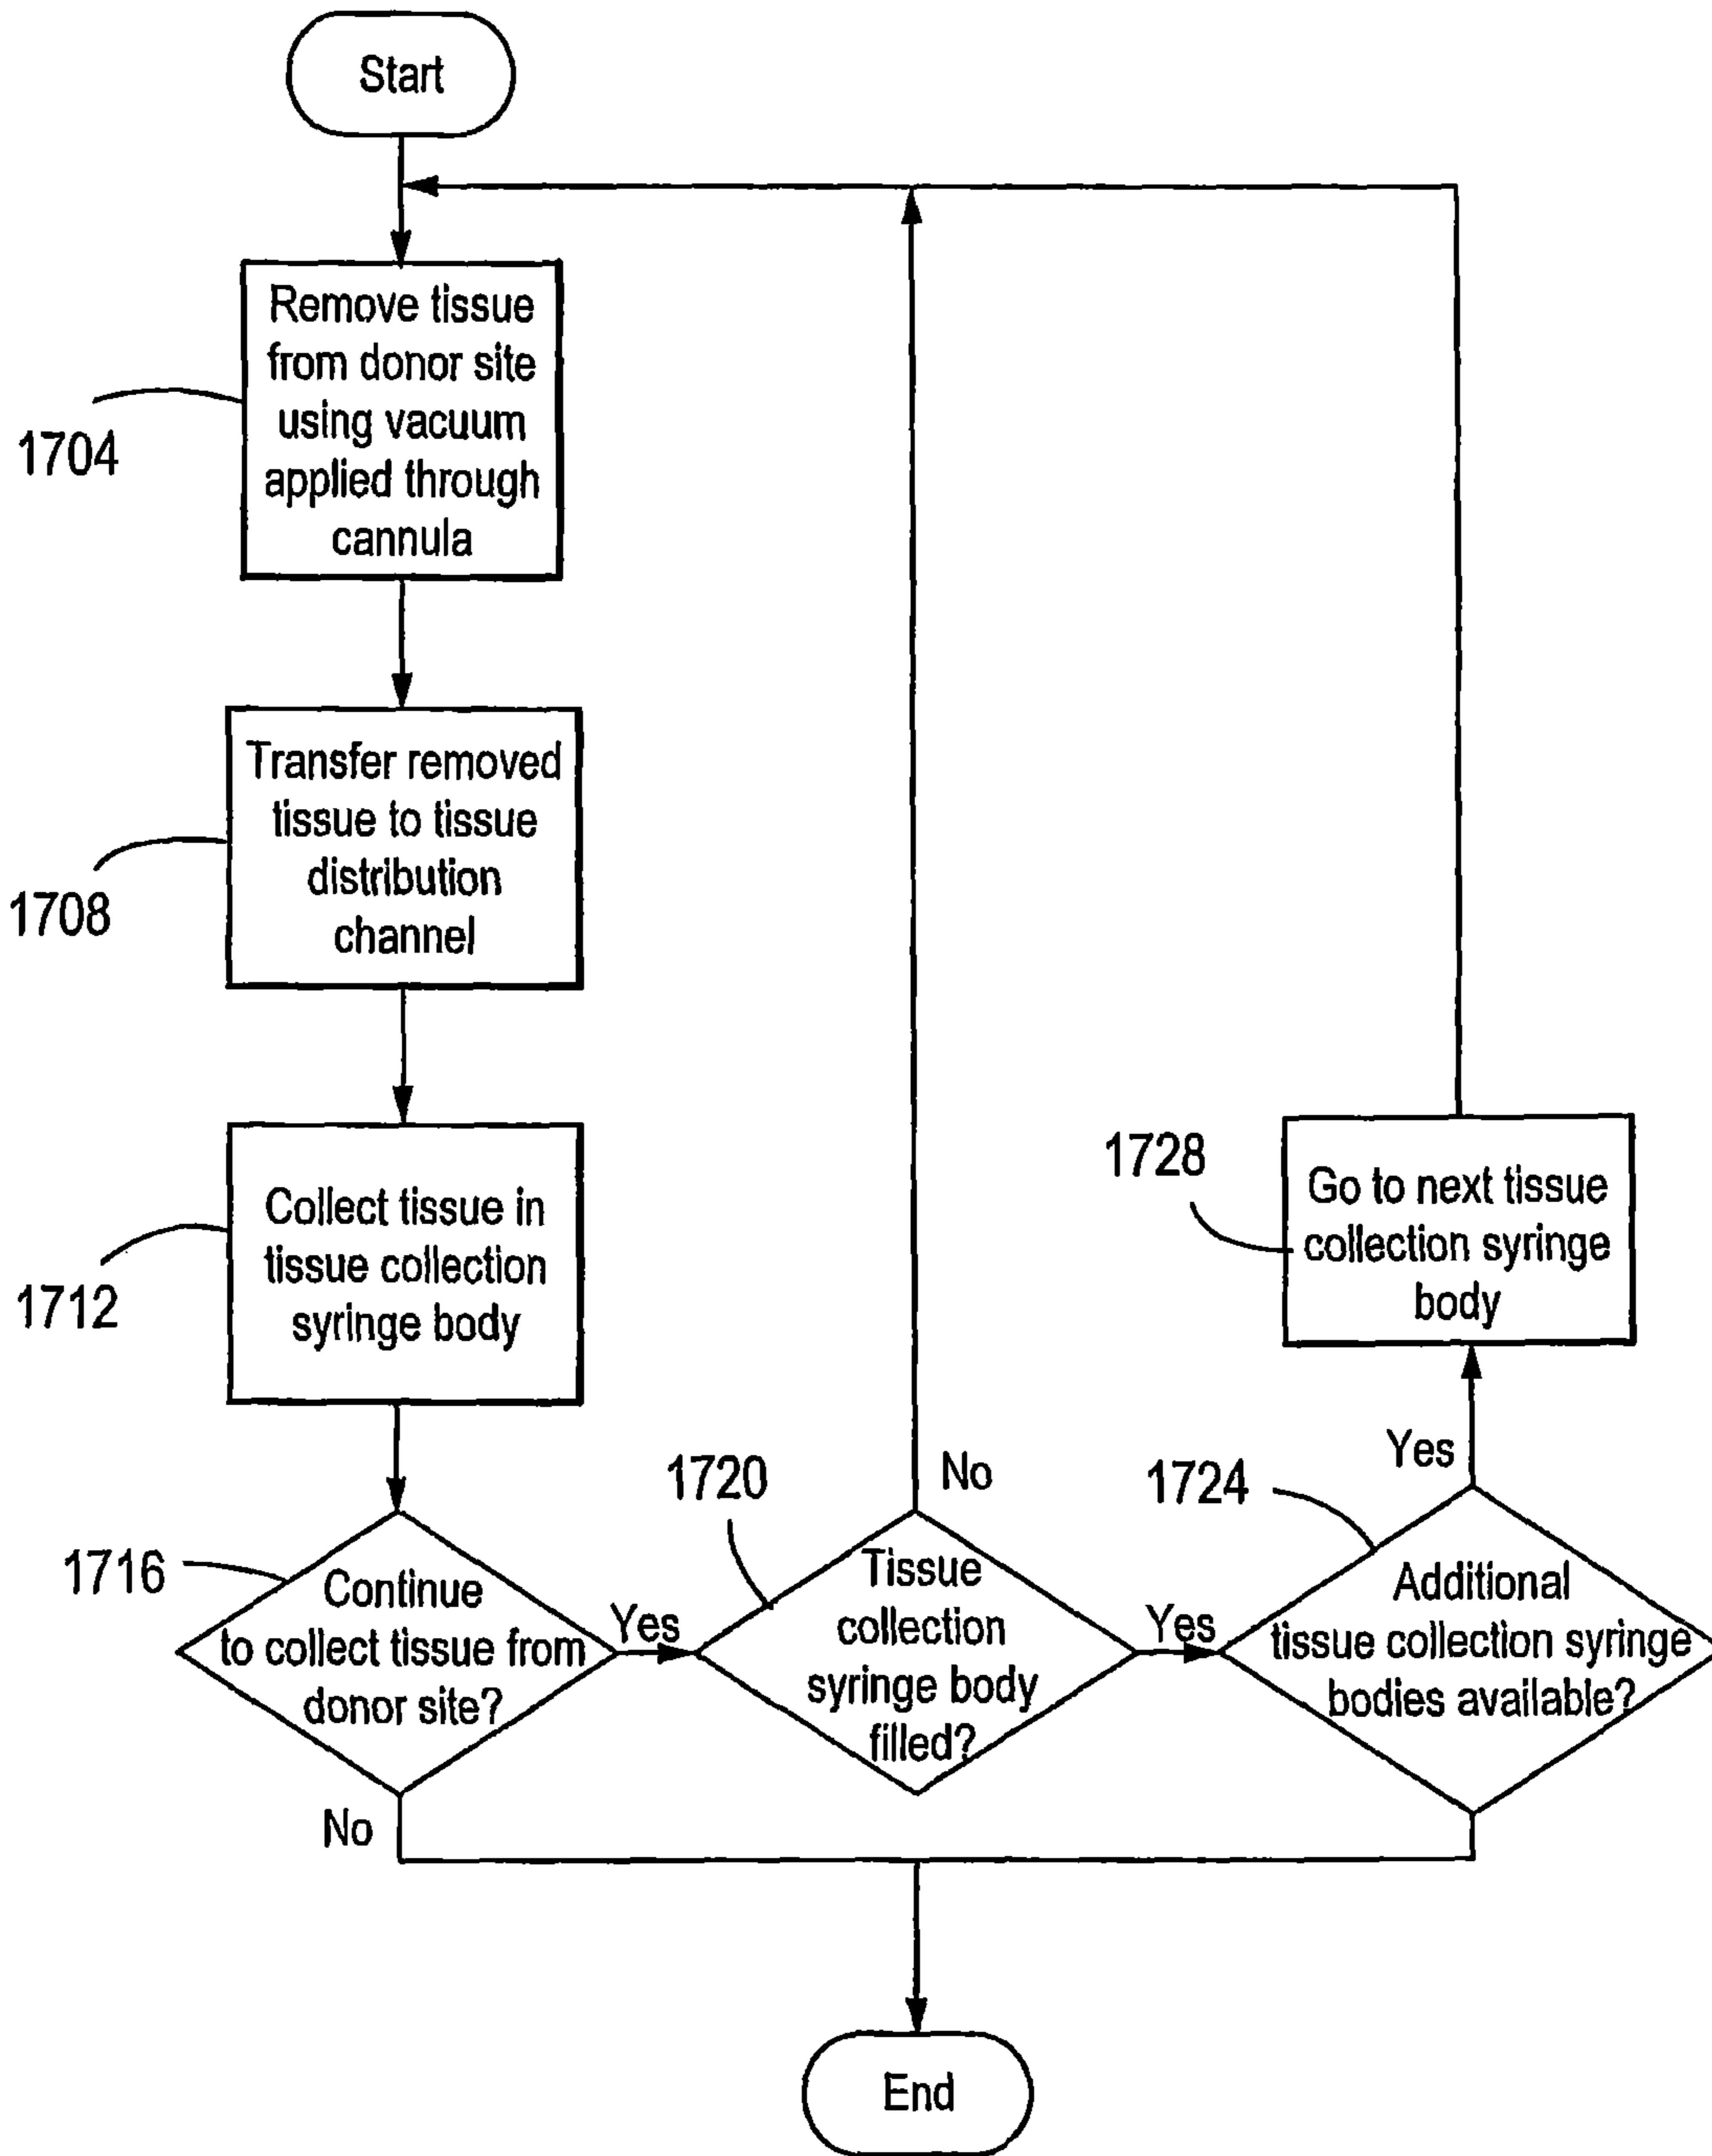 Start
Remove tissue
from donor site
using vacuum
applied through
cannula
1704
Transfer removed
tissue to tissue
distribution
channel
1708
Collect tissue in
tissue collection
syringe body
1712
1728
Go to next tissue
collection syringe
body
1716
Continue
to collect tissue from
donor site?
Yes
No
1720
No
Tissue
collection
syringe body
filled?
Yes
1724
Yes
Additional
tissue collection syringe
bodies available?
End